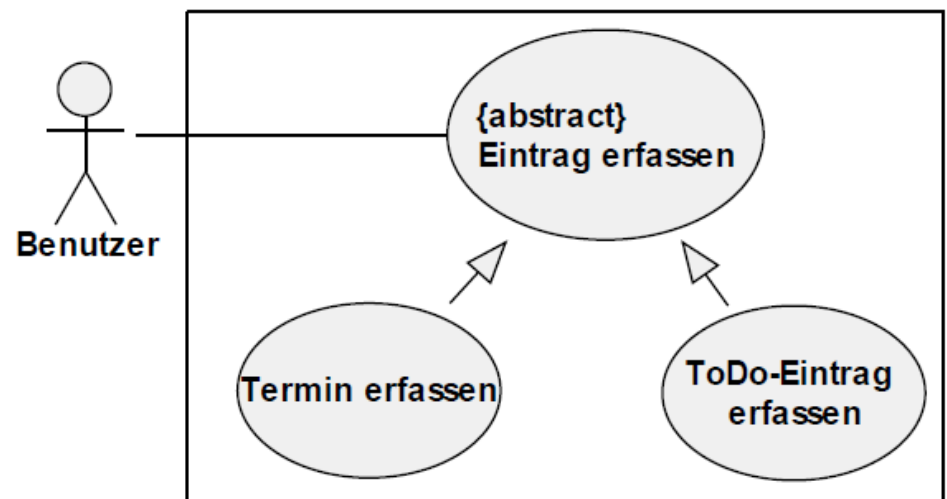 {abstract}
Eintrag erfassen
Benutzer
Termin erfassen
ToDo-Eintrag
erfassen